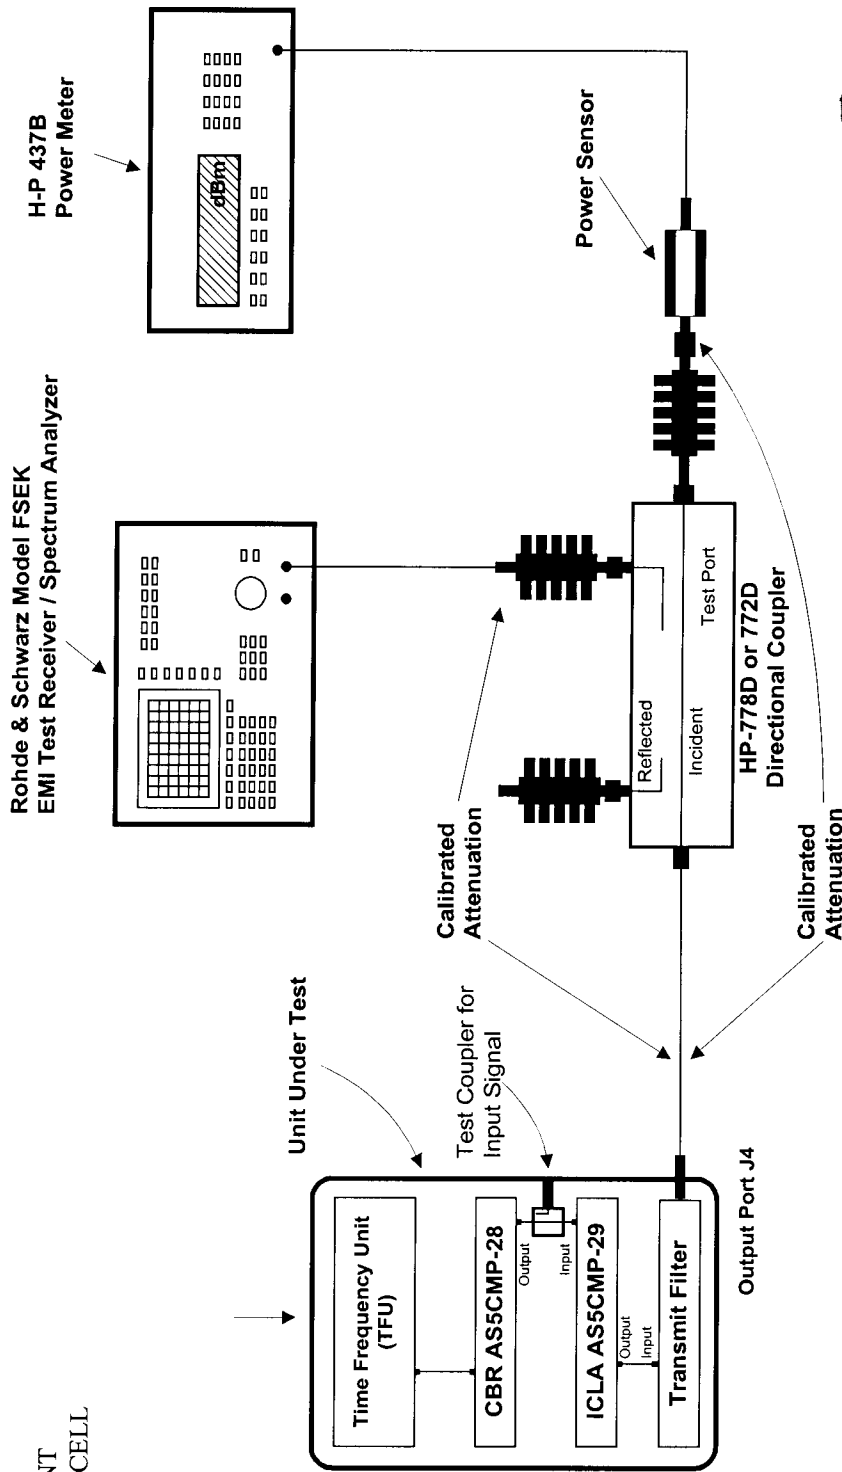 NT
CELL
Rohde & Schwarz Model FSEK
EMI Test Receiver / Spectrum Analyzer
H-P 437B
Power Meter
dBm
Unit Under Test
Time Frequency Unit
(TFU)
CBR AS5CMP-28
Output
Input
ICLA AS5CMP-29
Output
Input
Transmit Filter
Output Port J4
Test Coupler for
Input Signal
Calibrated
Attenuation
Reflected
Incident
Test Port
HP-778D or 772D
Directional Coupler
Power Sensor
Calibrated
Attenuation